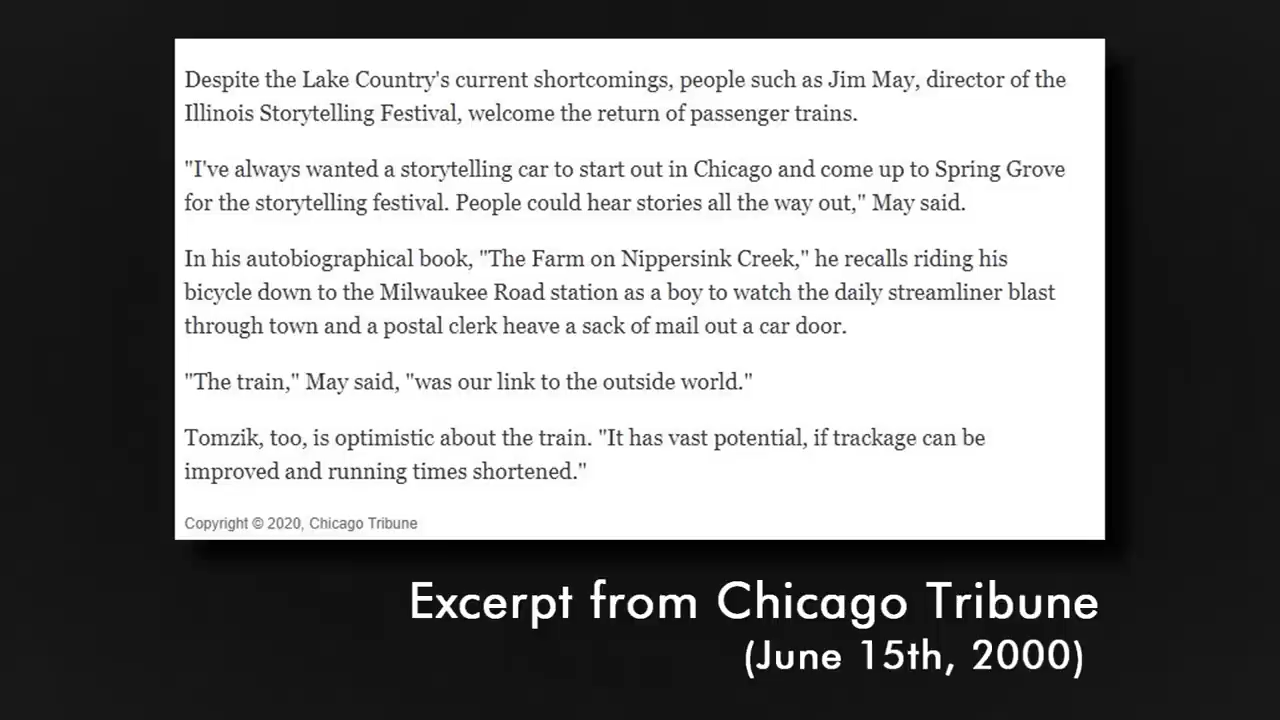 Despite the Lake Country's current shortcomings, people such as Jim May, director of the
Illinois Storytelling Festival, welcome the return of passenger trains.
"I've always wanted a storytelling car to start out in Chicago and come up to Spring Grove
for the storytelling festival. People could hear stories all the way out," May said.
In his autobiographical book, "The Farm on Nippersink Creek," he recalls riding his
bicycle down to the Milwaukee Road station as a boy to watch the daily streamliner blast
through town and a postal clerk heave a sack of mail out a car door.
"The train," May said, "was our link to the outside world."
Tomzik, too, is optimistic about the train. "It has vast potential, if trackage can be
improved and running times shortened."
Copyright © 2020, Chicago Tribune
Excerpt from Chicago Tribune
(June 15th, 2000)